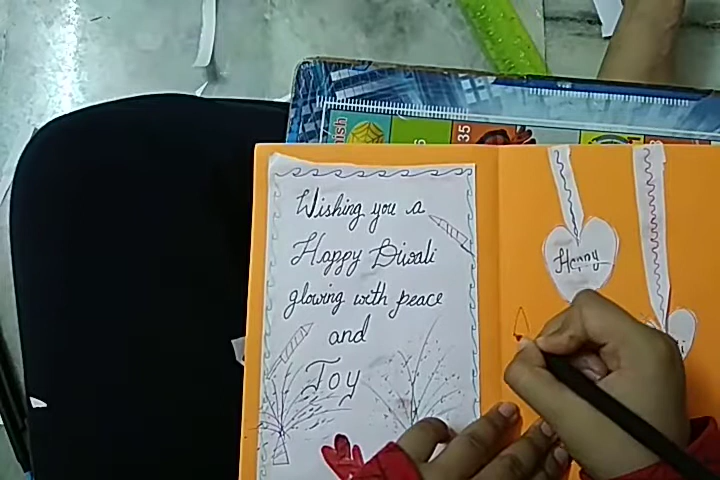 Wishing you a
Happy Diwali
glowing with peace
and
Joy
Happy
35